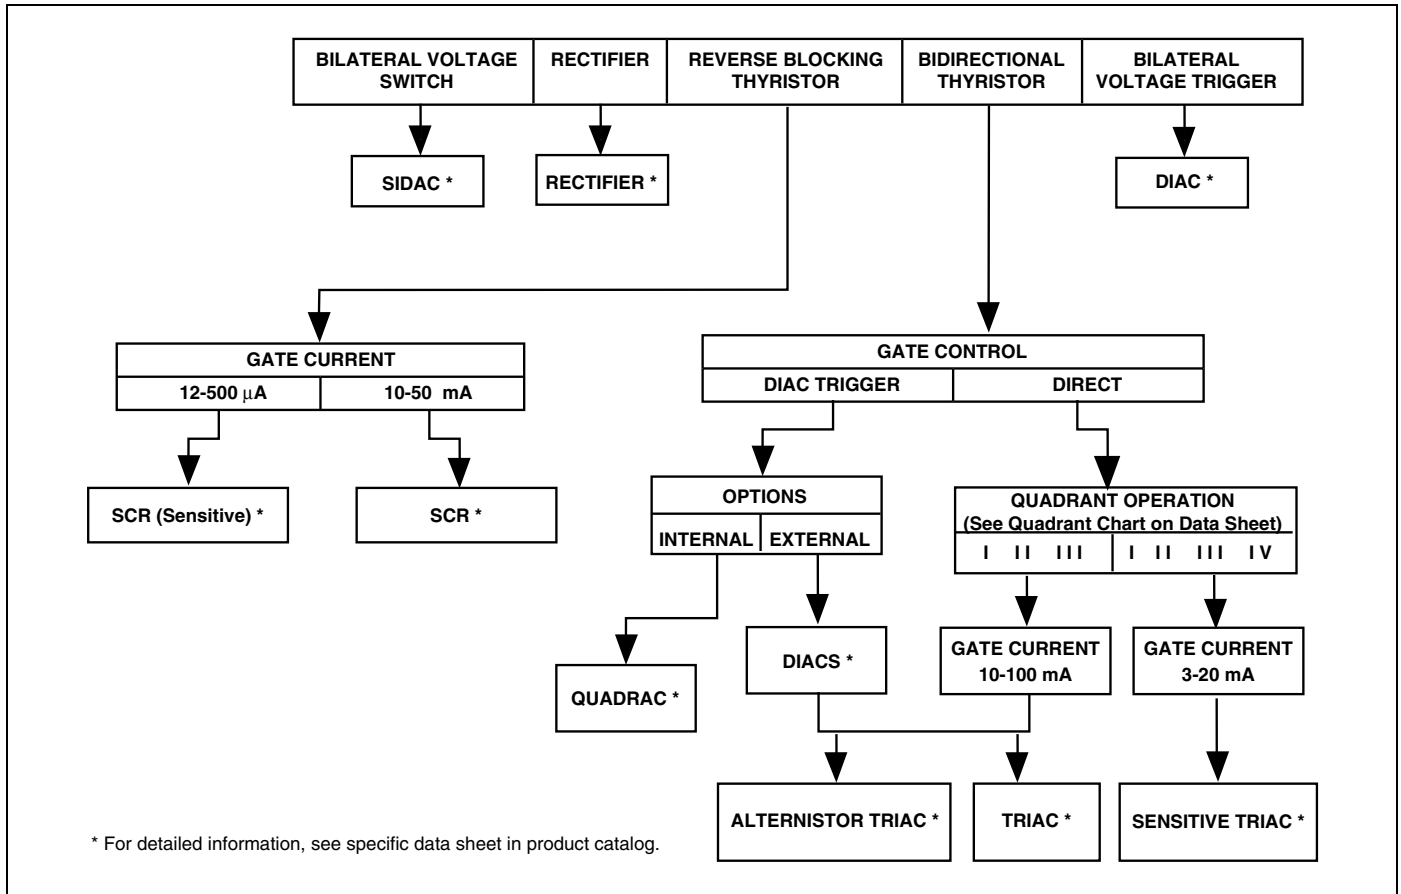 BILATERAL VOLTAGE
SWITCH
RECTIFIER
REVERSE BLOCKING
THYRISTOR
BIDIRECTIONAL
THYRISTOR
BILATERAL
VOLTAGE TRIGGER
SIDAC *
RECTIFIER *
DIAC *
GATE CURRENT
12-500 μA
10-50 mA
GATE CONTROL
DIAC TRIGGER
DIRECT
SCR (Sensitive) *
SCR *
OPTIONS
INTERNAL
EXTERNAL
QUADRANT OPERATION
(See Quadrant Chart on Data Sheet)
I II III
I II III IV
QUADRAC *
DIACS *
GATE CURRENT
10-100 mA
GATE CURRENT
3-20 mA
ALTERNISTOR TRIAC *
TRIAC *
SENSITIVE TRIAC *
* For detailed information, see specific data sheet in product catalog.